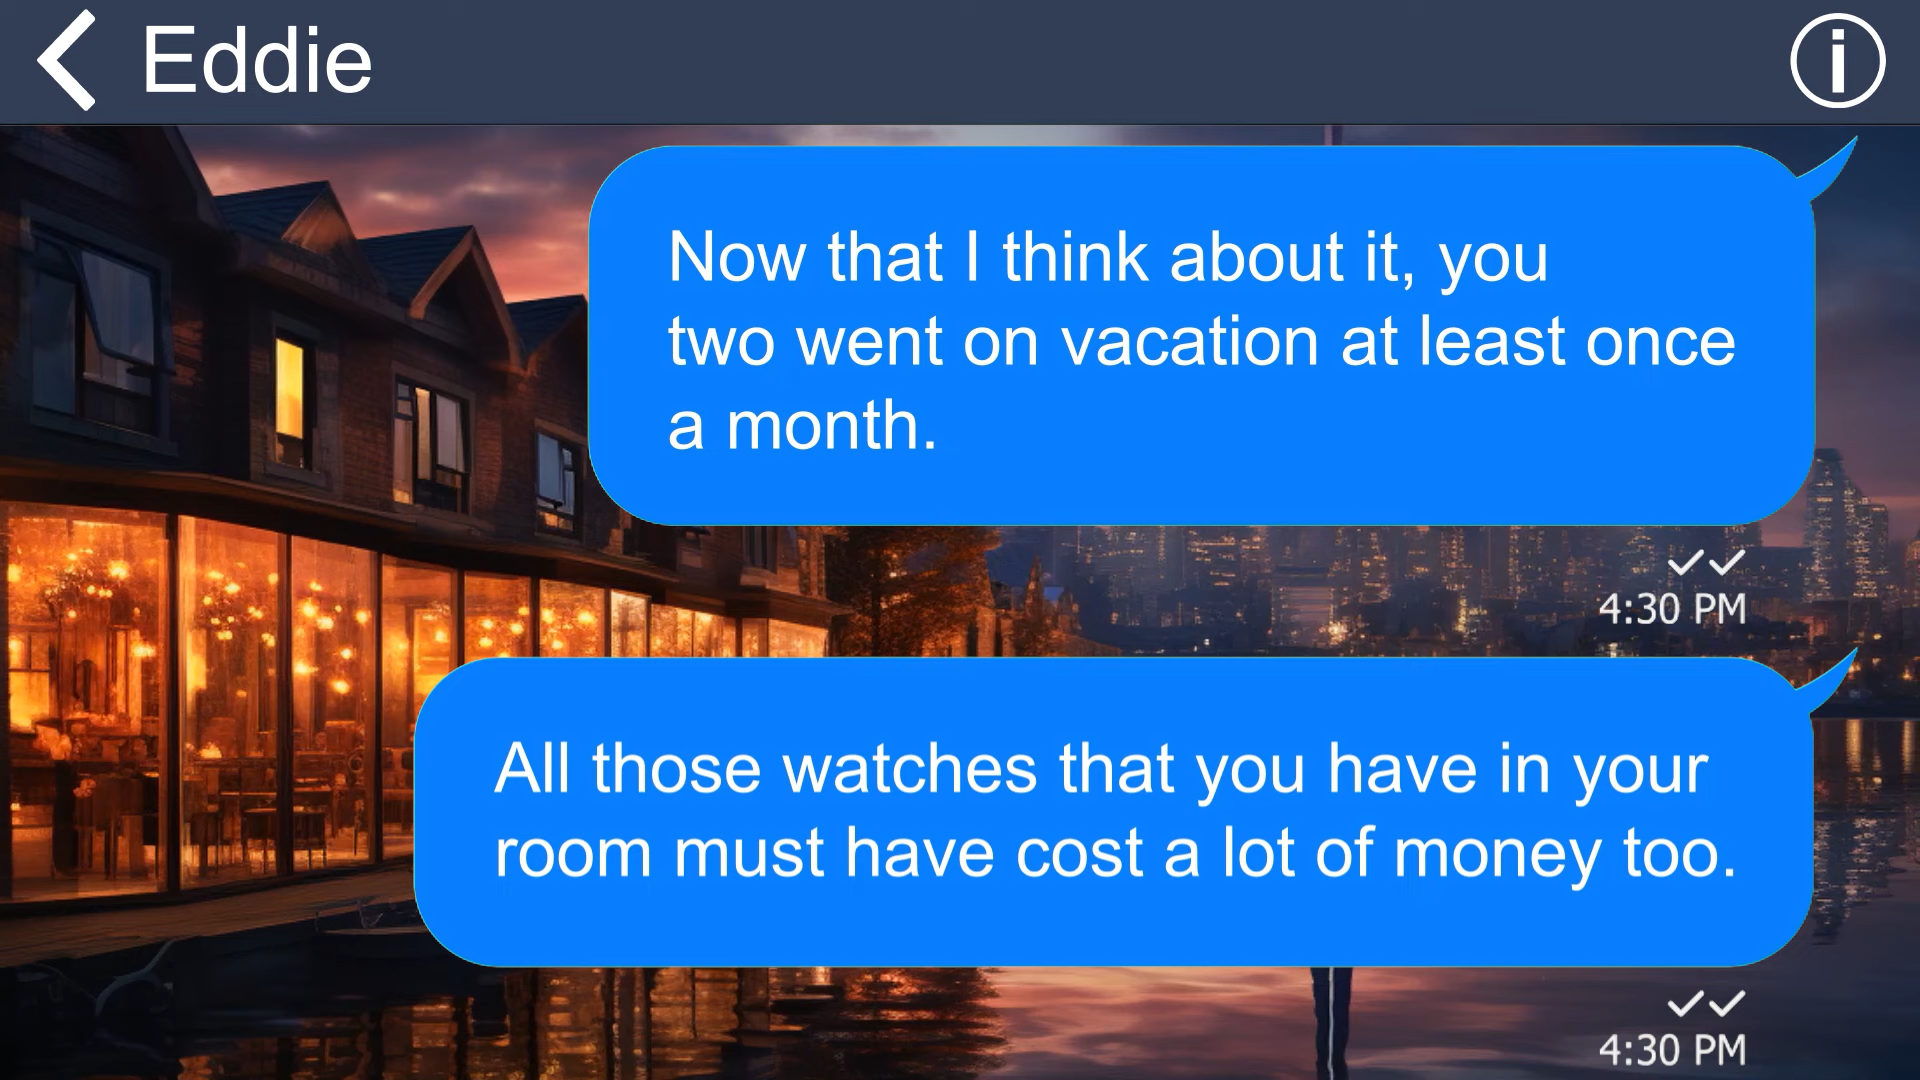 Eddie
Now that I think about it, you
two went on vacation at least once
a month.
4:30 PM
All those watches that you have in your
room must have cost a lot of money too.
4:30 PM